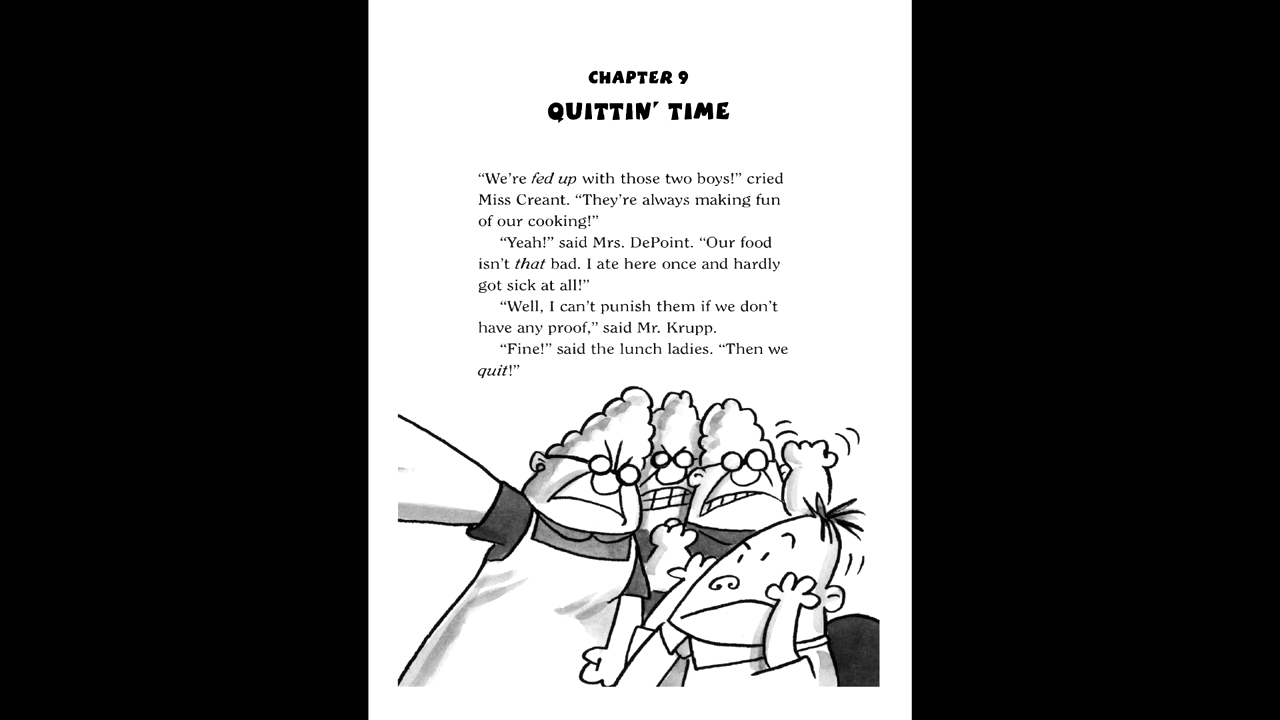 CHAPTER 9
QUITTIN' TIME
“We’re fed up with those two boys!” cried
Miss Creant. “They’re always making fun
of our cooking!”
“Yeah!” said Mrs. DePoint. “Our food
isn’t that bad. I ate here once and hardly
got sick at all!”
“Well, I can’t punish them if we don’t
have any proof,” said Mr. Krupp.
“Fine!” said the lunch ladies. “Then we
quit!”